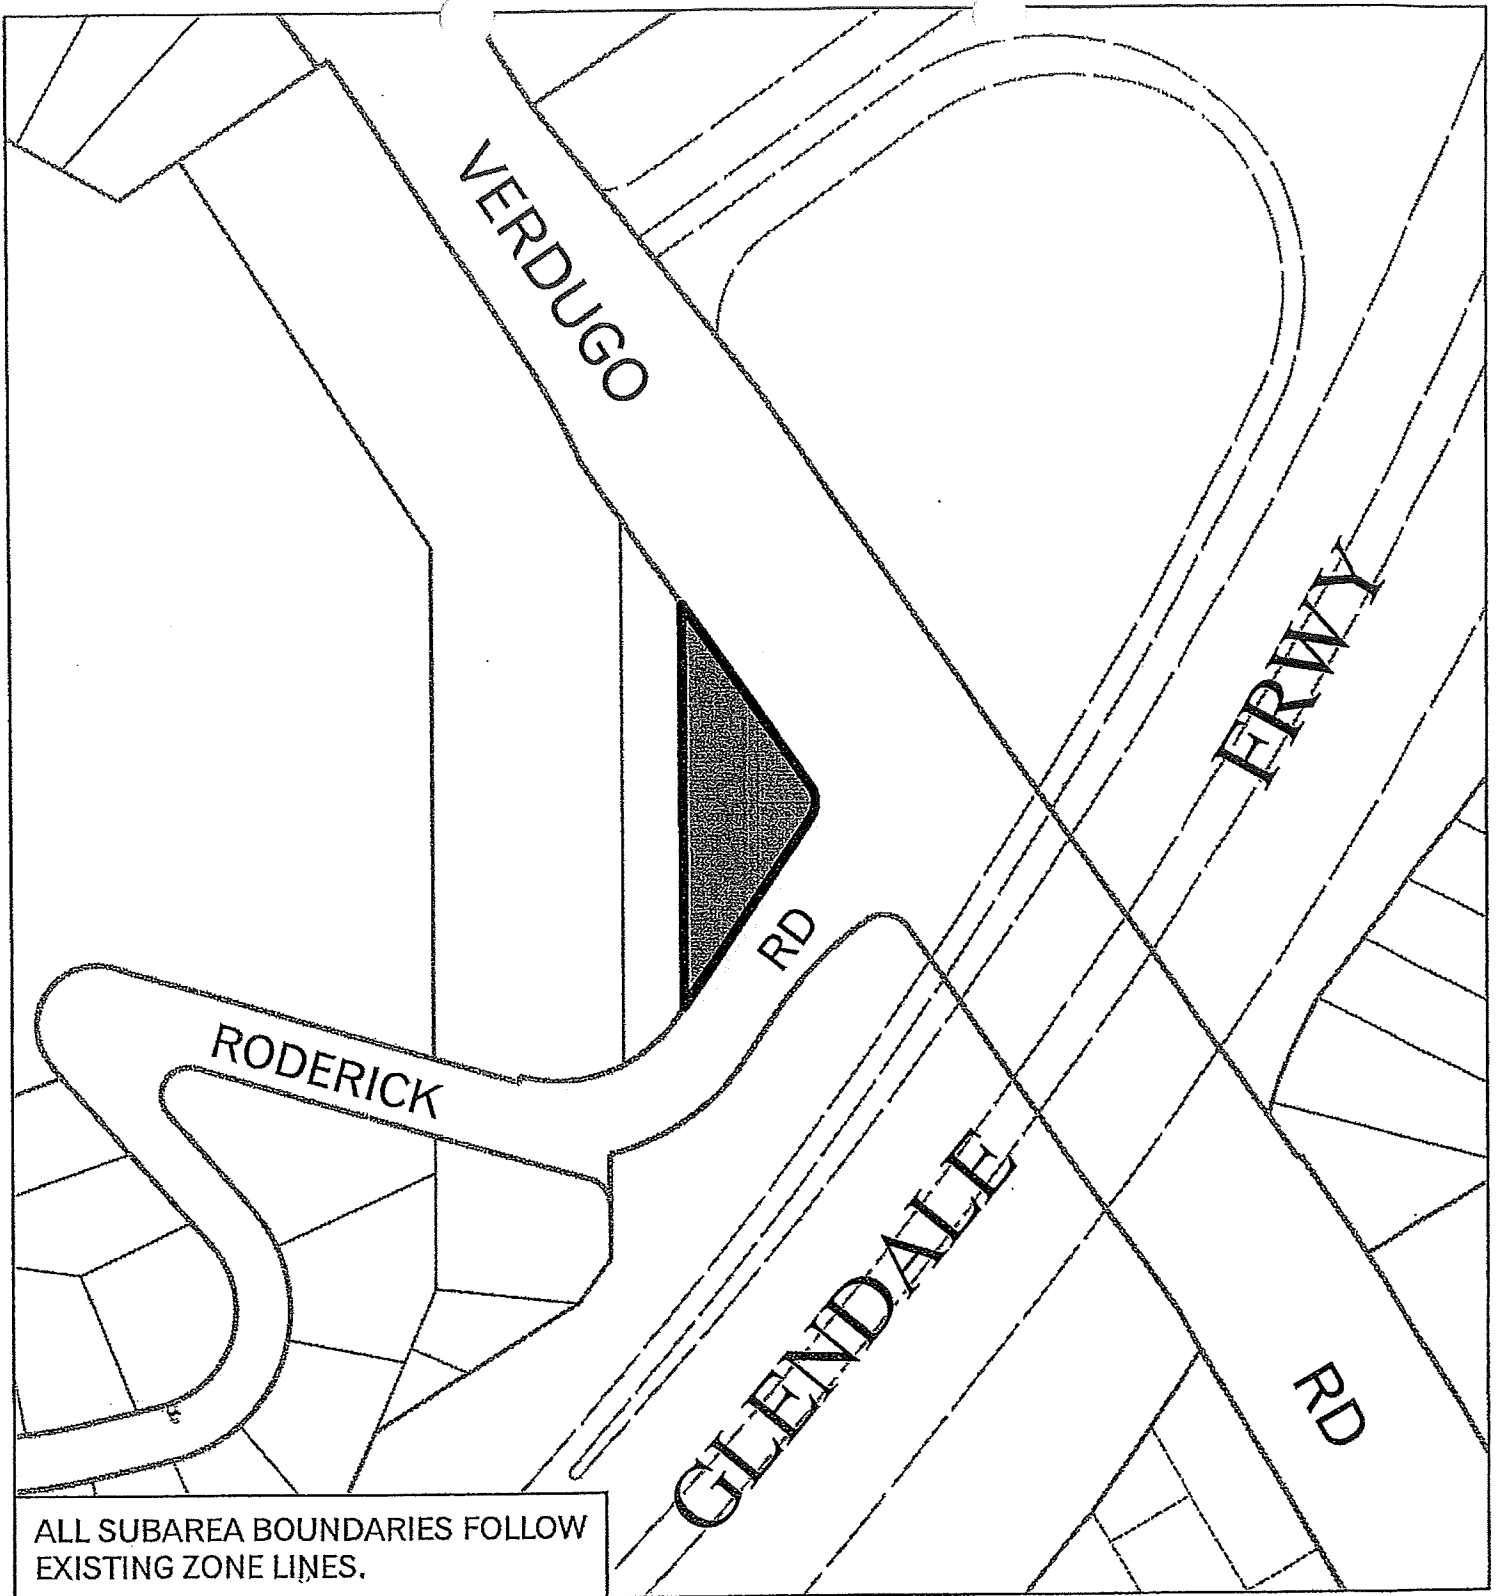 VERDUGO
FRWY
RD
RODERICK
GLENDALE
RD
ALL SUBAREA BOUNDARIES FOLLOW
EXISTING ZONE LINES.